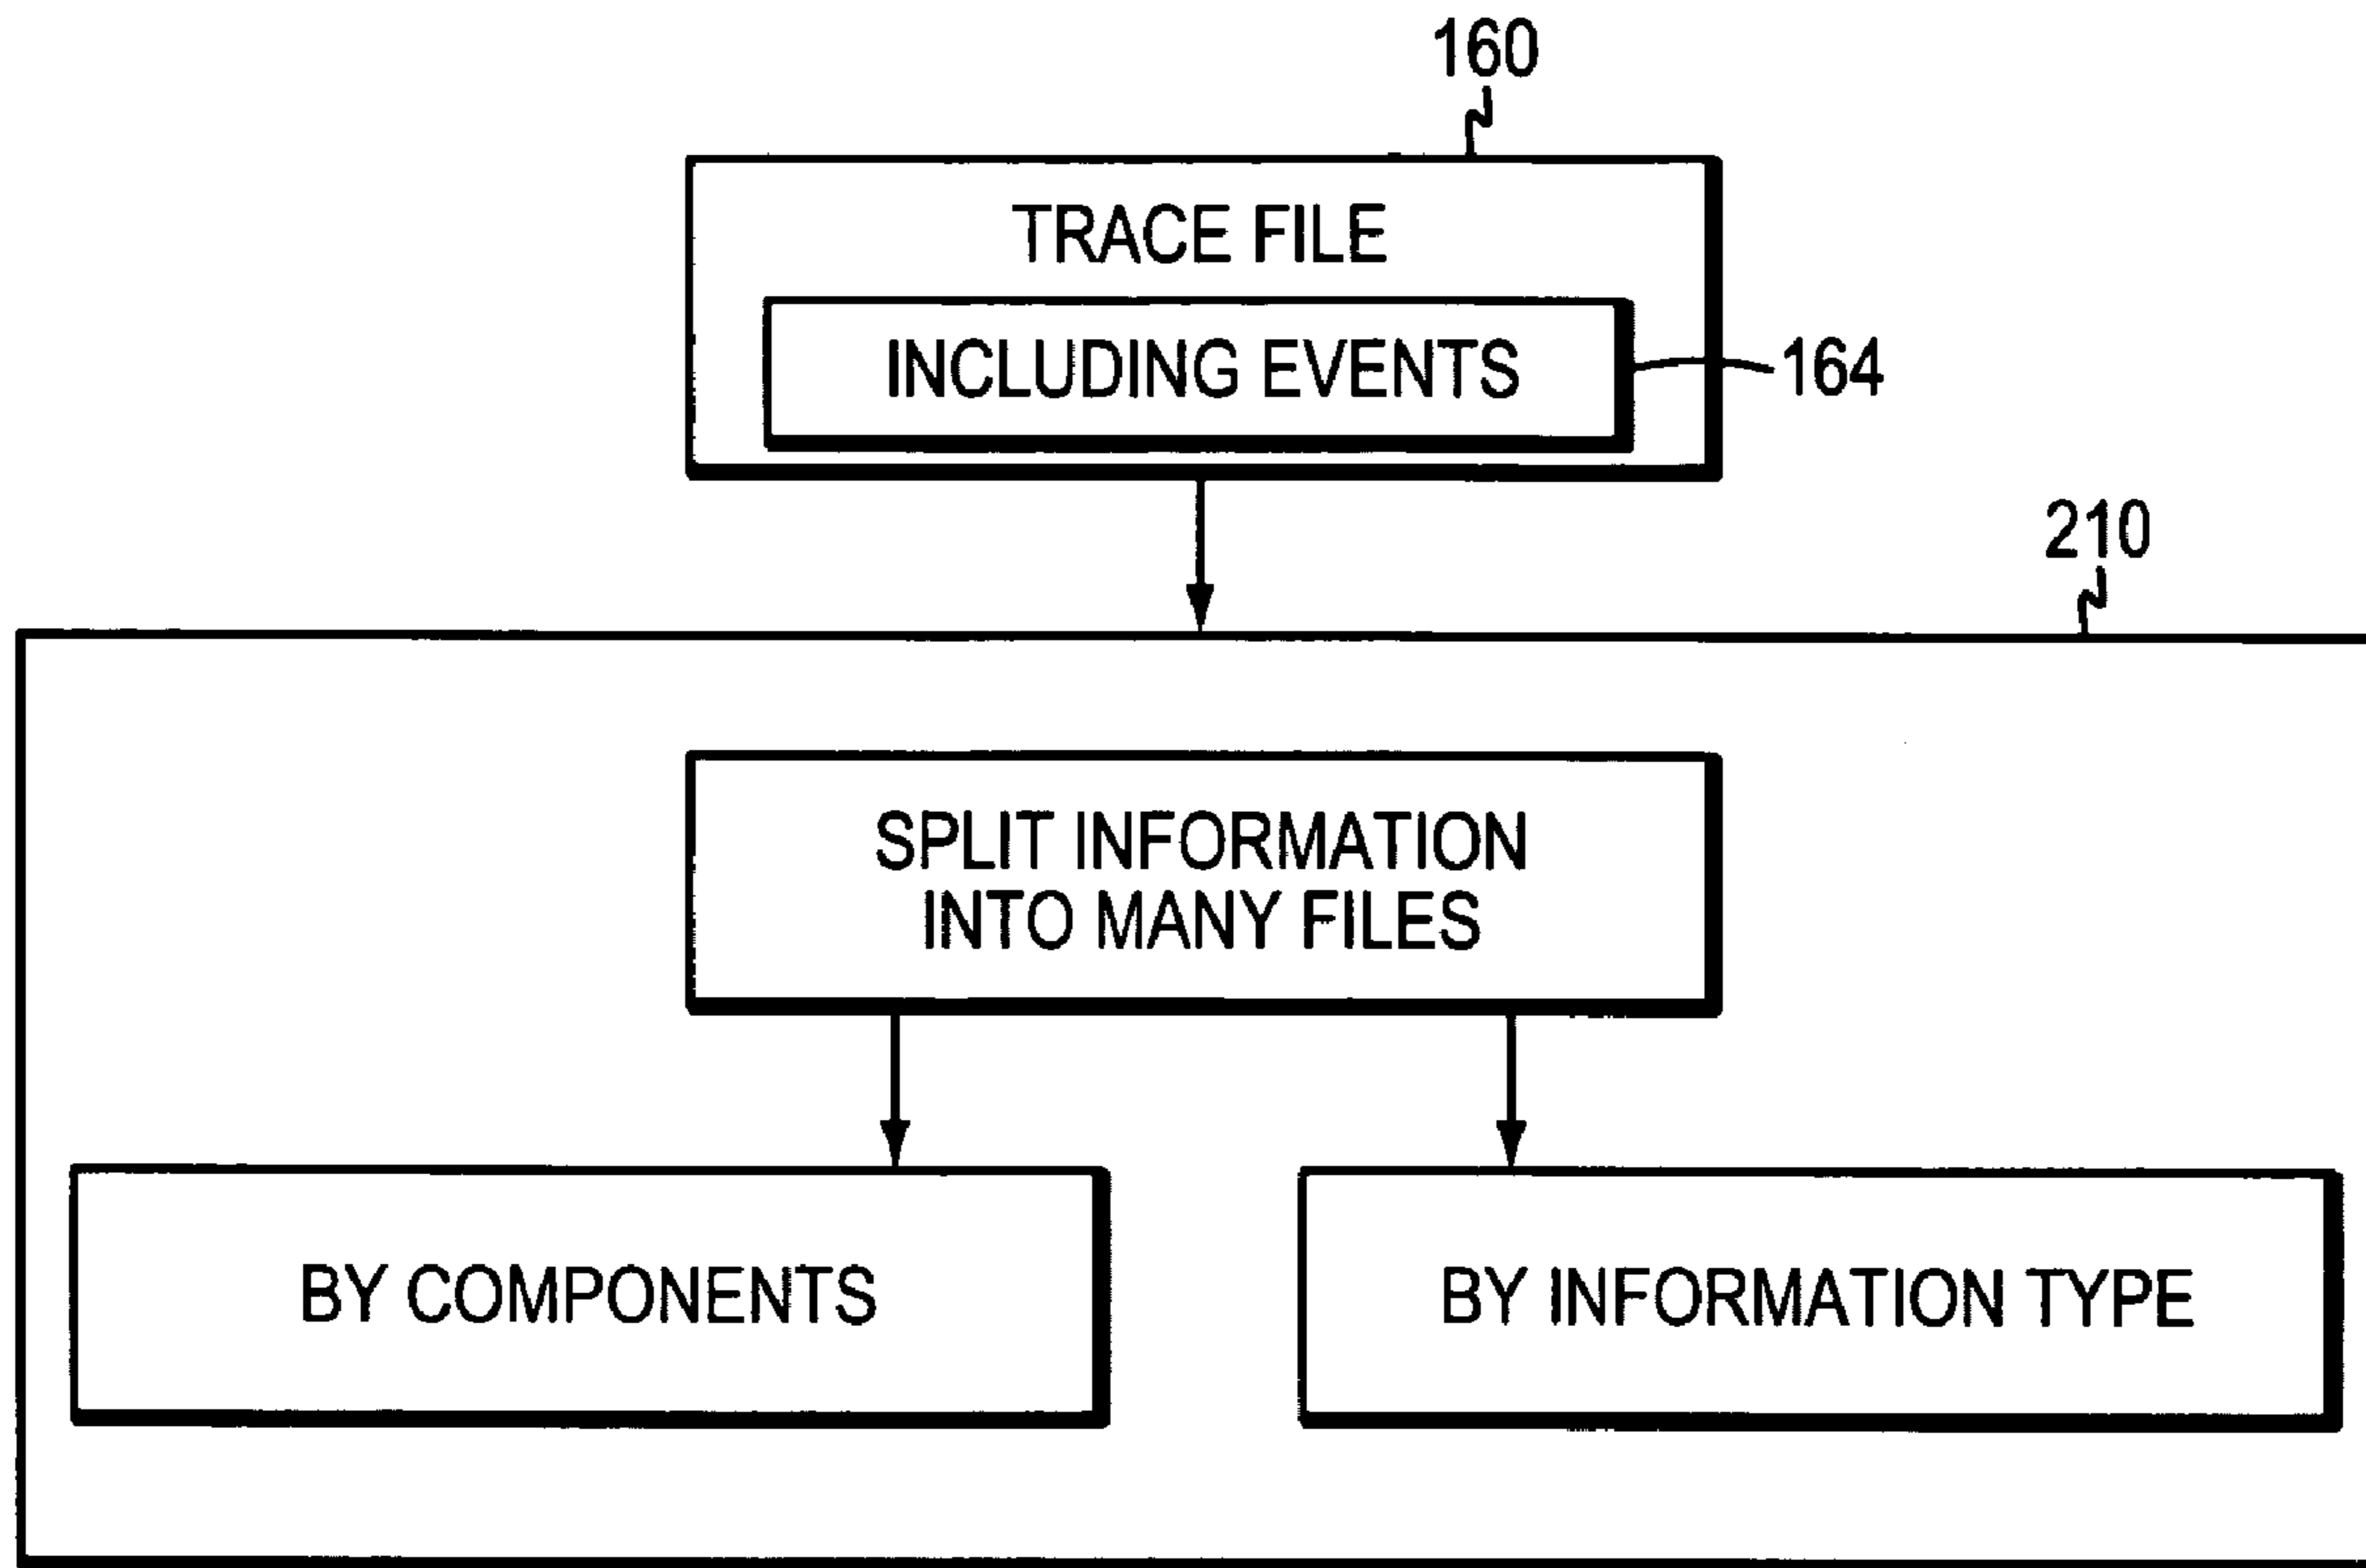 160
TRACE FILE
INCLUDING EVENTS
164
210
SPLIT INFORMATION
INTO MANY FILES
BY COMPONENTS
BY INFORMATION TYPE